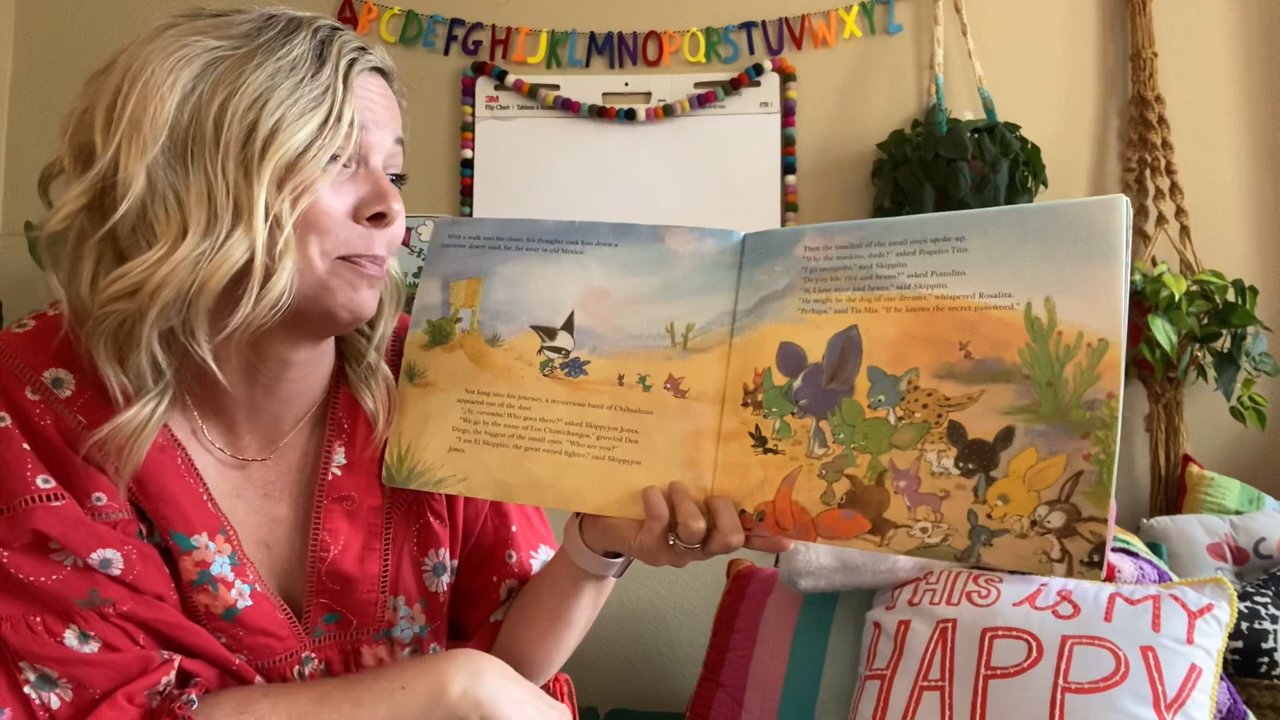 ABCDEFGHIJKLMNOPQRSTUVWXYZ
3M
Flip Chart
With a walk into his closet, his thoughts took him down a
lonesome desert road, far, far away in old Mexico.
Not long into his journey, a mysterious band of Chihuahuas
appeared out of the dust.
"¡Ay, caramba! Who goes there?" asked Skippyjon Jones.
"We go by the name of Los Chimichangos," growled Don
Diego, the biggest of the small ones. "Who are you?"
"I am El Skippito, the great sword fighter," said Skippyjon
Jones.
Then the smallest of the small ones spoke up.
"Why the maskito, dude?" asked Poquito Tito.
"I go incognito," said Skippito.
"Do you like rice and beans?" asked Pintolito.
"Sí, I love mice and beans," said Skippito.
"He might be the dog of our dreams," whispered Rosalita.
"Perhaps," said Tia Mia. "If he knows the secret password."
THIS is MY
HAPPY